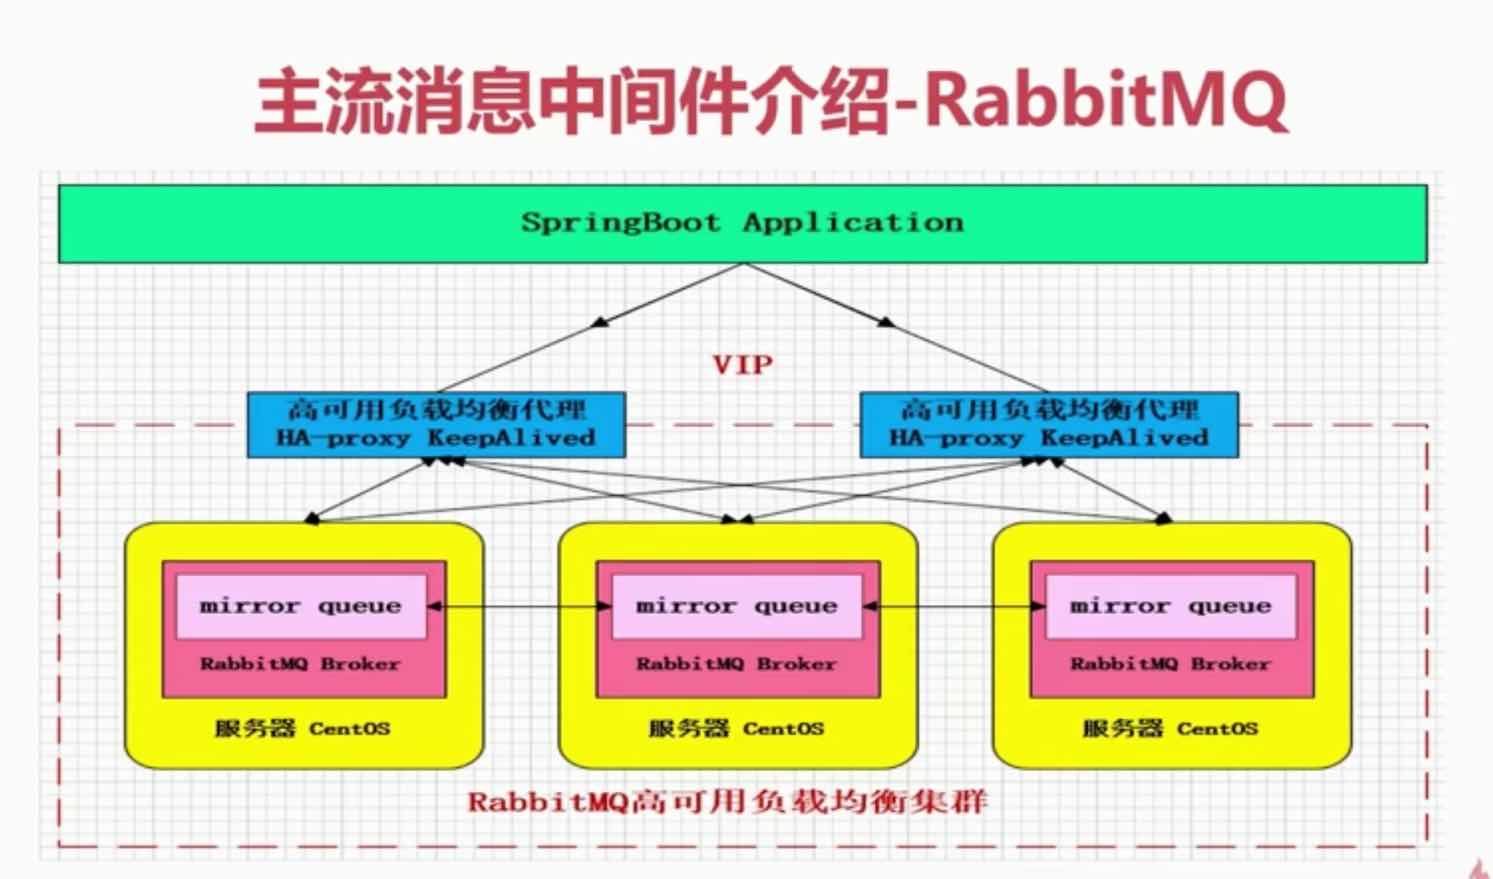 主流消息中间件介绍-RabbitMQ
SpringBoot Application
VIP
高可用负载均衡代理
HA-proxy KeepAlived
高可用负载均衡代理
HA-proxy KeepAlived
mirror queue
RabbitMQ Broker
服务器 CentOS
mirror queue
RabbitMQ Broker
服务器 CentOS
mirror queue
RabbitMQ Broker
服务器 CentOS
RabbitMQ高可用负载均衡集群